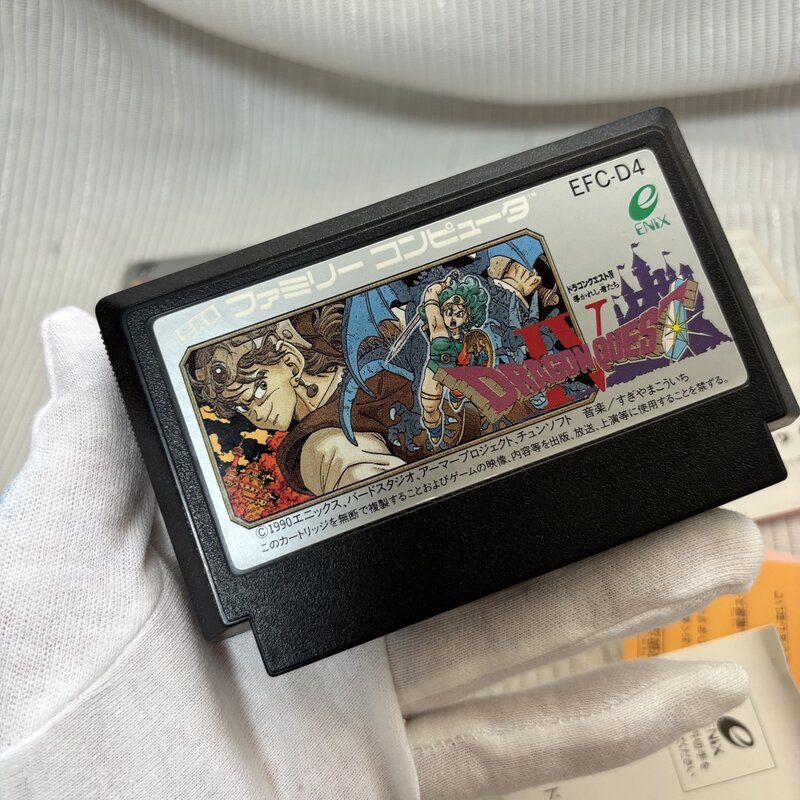 EFC-D4
ENIX
ファミリー コンピュータ
ドラゴンクエストIV
導かれし者たち
IV
DRAGON QUEST
©1990エニックス、バードスタジオ、アーマープロジェクト、チュンソフト 音楽/すぎやまこういち
このカートリッジを無断で複製することおよびゲームの映像、内容等を出版、放送、上演等に使用することを禁ずる。
ENIX